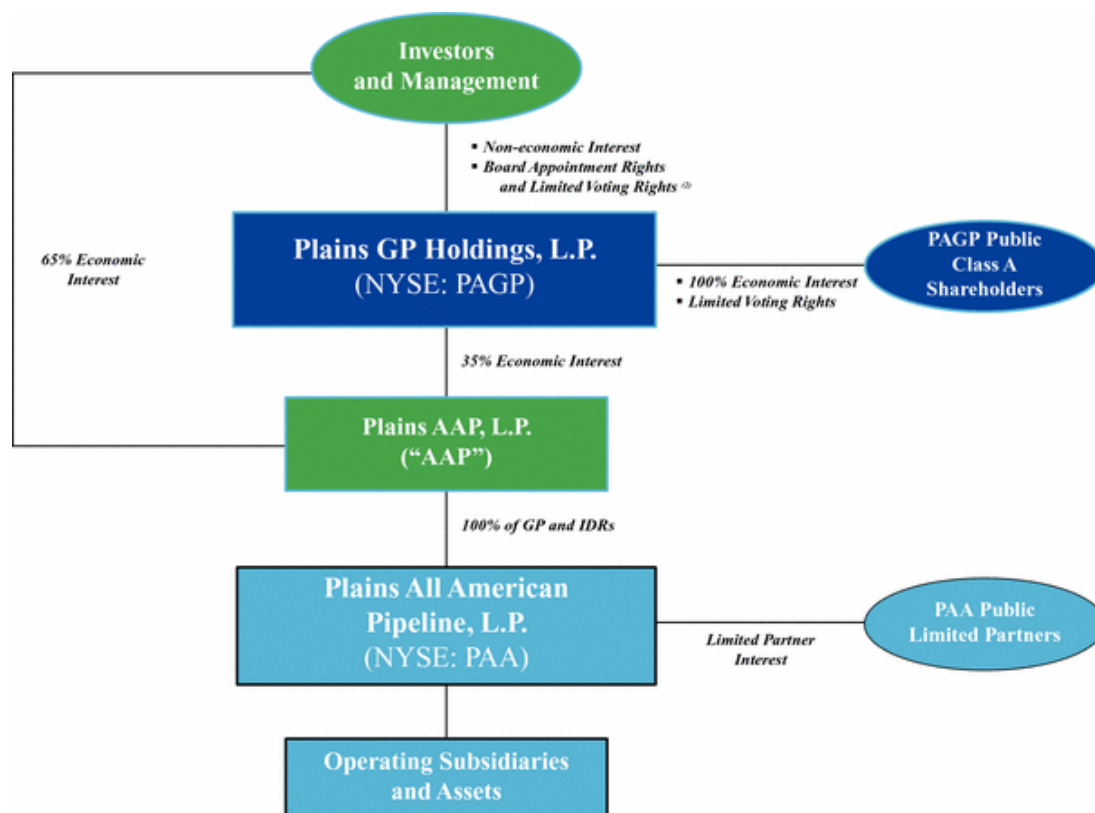 Investors
and Management
▪ Non-economic Interest
▪ Board Appointment Rights
and Limited Voting Rights (2)
Plains GP Holdings, L.P.
(NYSE: PAGP)
PAGP Public
Class A
Shareholders
65% Economic
Interest
▪ 100% Economic Interest
▪ Limited Voting Rights
35% Economic Interest
Plains AAP, L.P.
(“AAP”)
100% of GP and IDRs
Plains All American
Pipeline, L.P.
(NYSE: PAA)
PAA Public
Limited Partners
Limited Partner
Interest
Operating Subsidiaries
and Assets